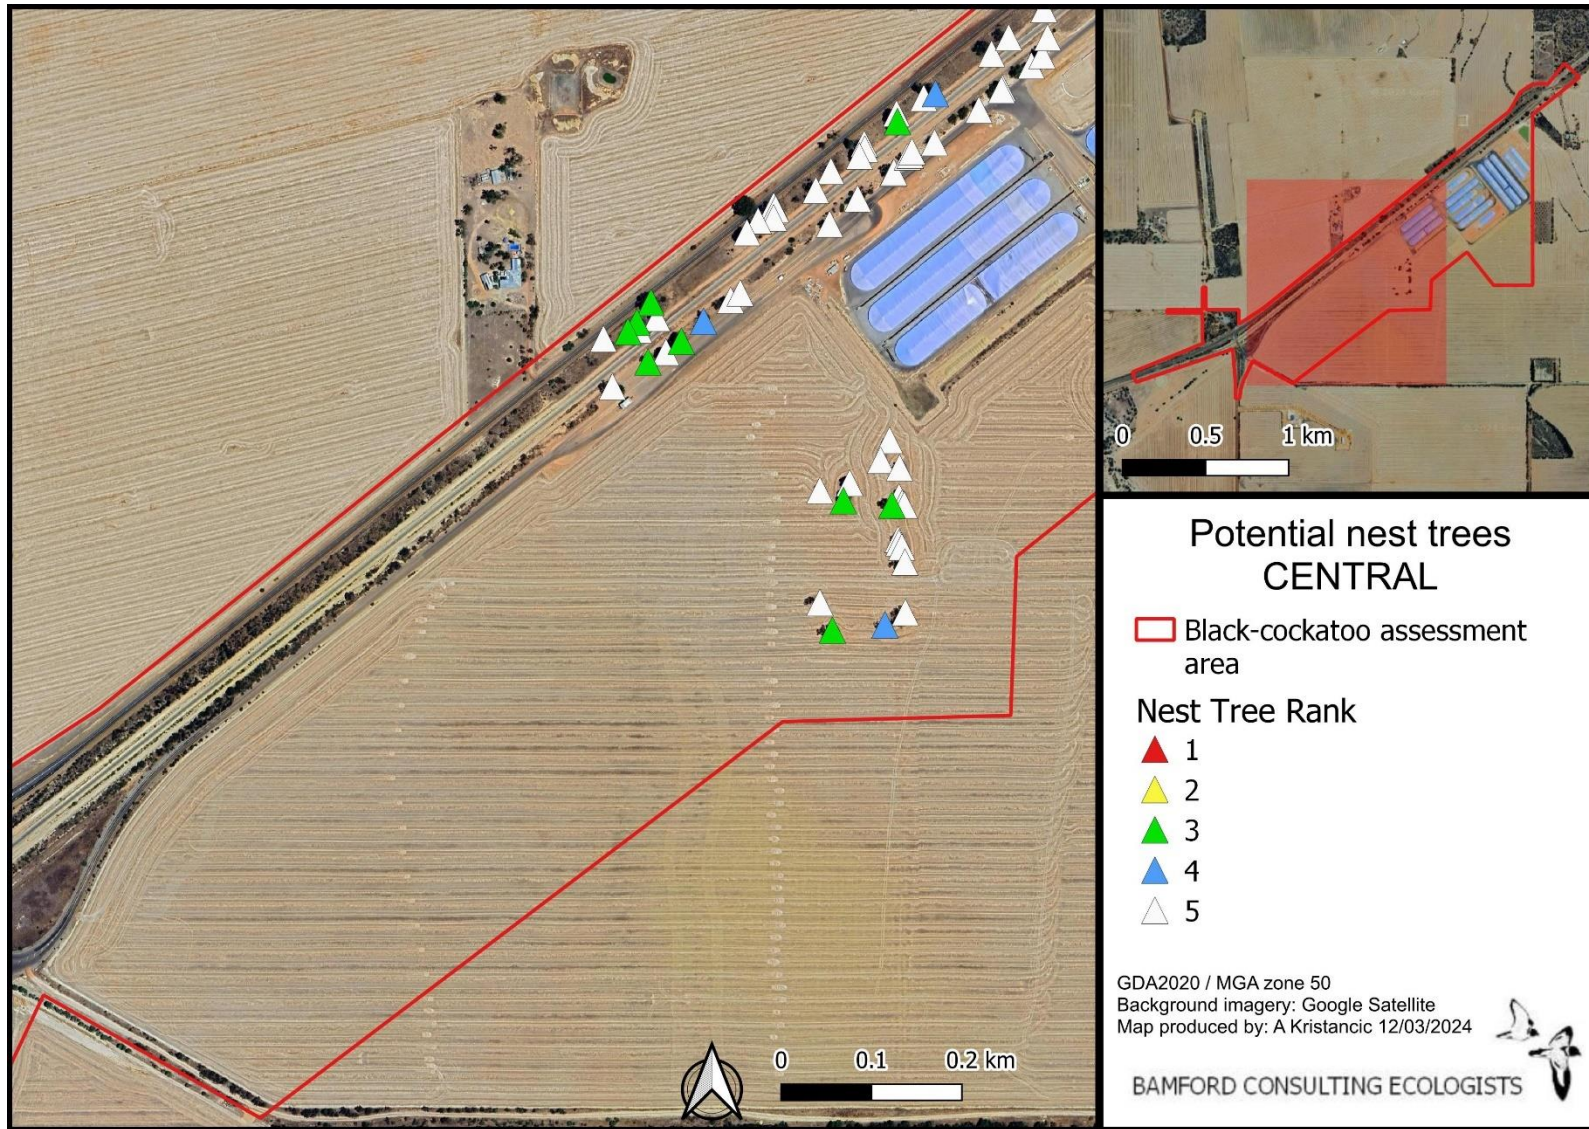 0 0.5 1 km
Potential nest trees
CENTRAL
Black-cockatoo assessment
area
Nest Tree Rank
1
2
3
4
5
GDA2020 / MGA zone 50
Background imagery: Google Satellite
Map produced by: A Kristancic 12/03/2024
BAMFORD CONSULTING ECOLOGISTS
0 0.1 0.2 km